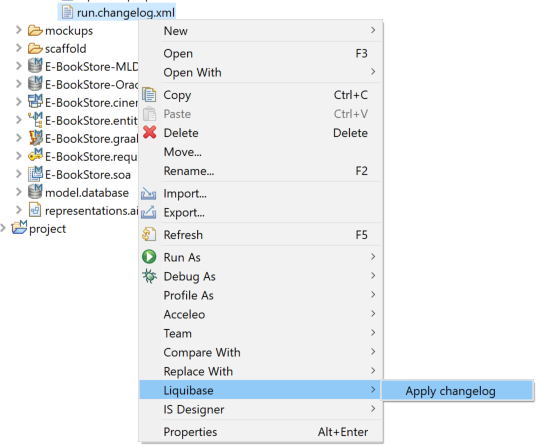 run.changelog.xml
mockups
scaffold
E-BookStore-MLD
E-BookStore-Orac
E-BookStore.ciner
E-BookStore.entit
E-BookStore.graal
E-BookStore.requ
E-BookStore.soa
model.database
representations.ai
project
New
Open F3
Open With
Copy Ctrl+C
Paste Ctrl+V
Delete Delete
Move...
Rename... F2
Import...
Export...
Refresh F5
Run As
Debug As
Profile As
Acceleo
Team
Compare With
Replace With
Liquibase
Apply changelog
IS Designer
Properties Alt+Enter